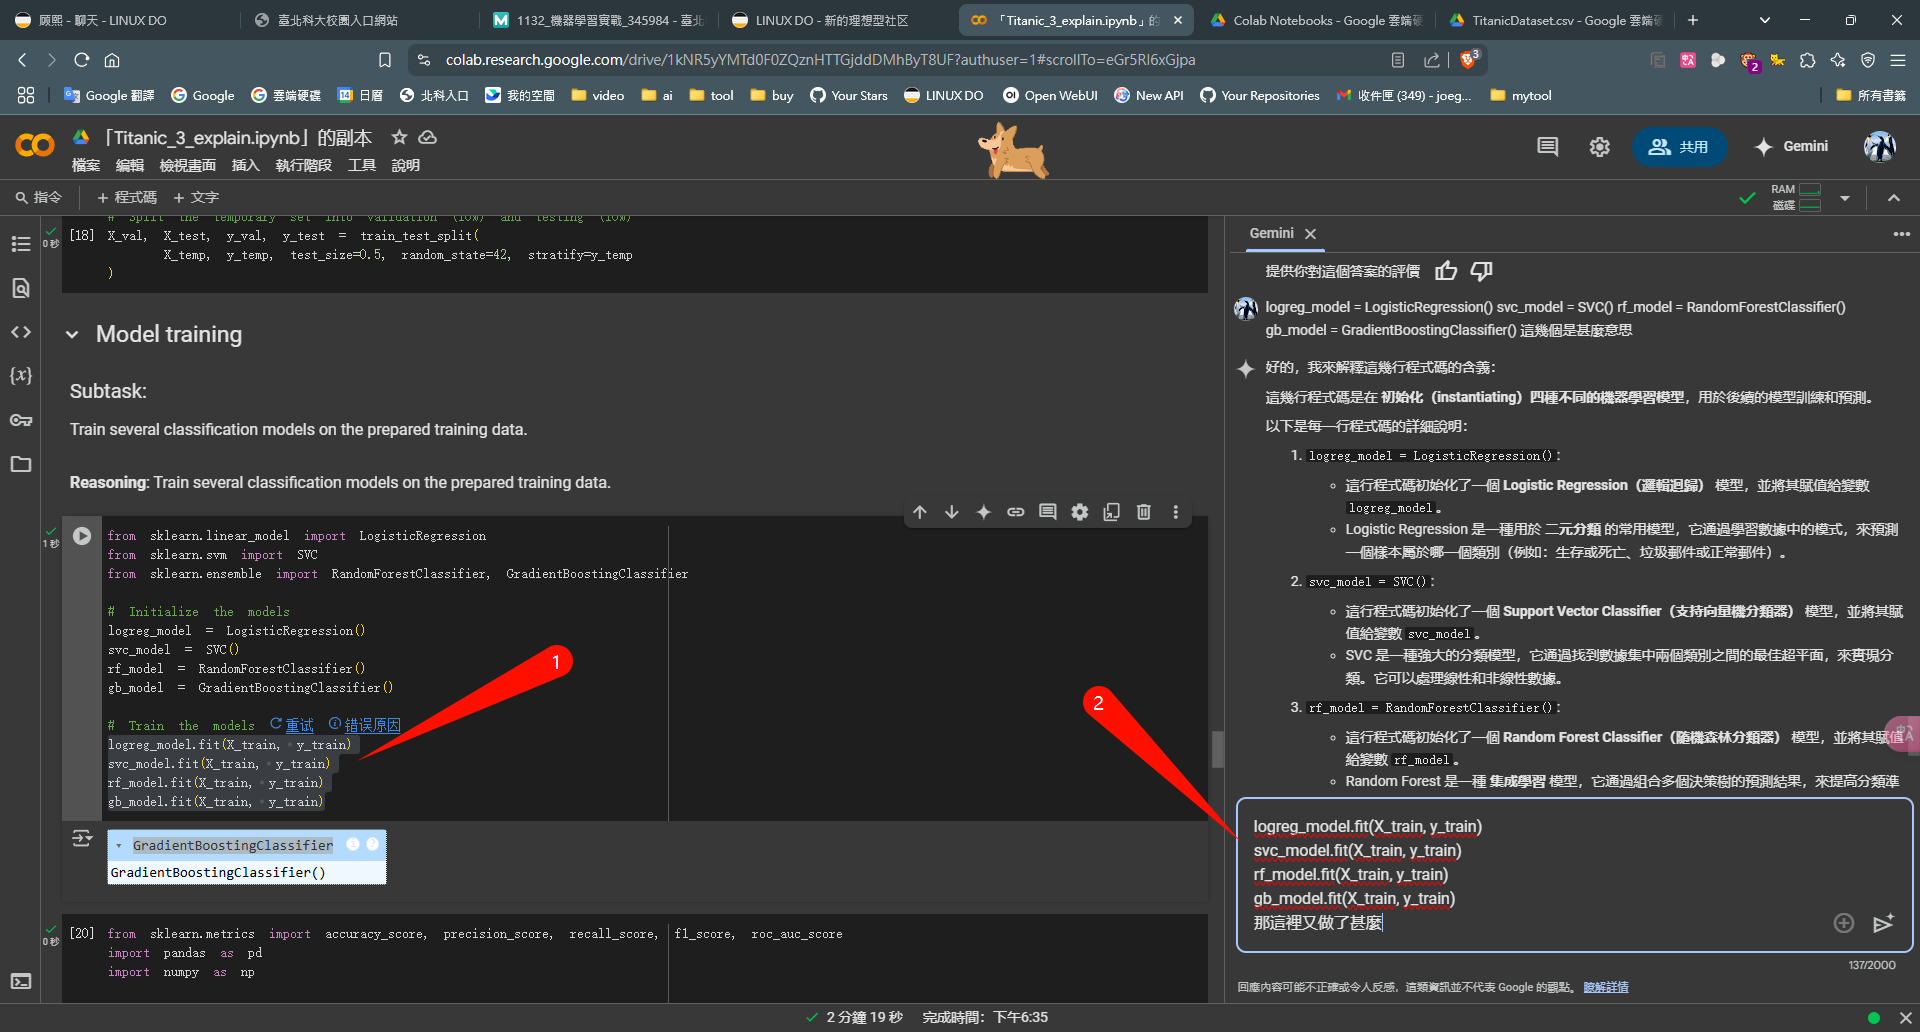 顾熙 - 聊天 - LINUX DO
臺北科大校園入口網站
1132_機器學習實戰_345984 - 臺北
LINUX DO - 新的理想型社区
「Titanic_3_explain.ipynb」的
Colab Notebooks - Google 雲端硬
TitanicDataset.csv - Google 雲端硬
colab.research.google.com/drive/1kNR5yYMTd0F0ZQznHTTGjddDMhByT8UF?authuser=1#scrollTo=eGr5Rl6xGjpa
3
2
Google 翻譯
Google
雲端硬碟
日曆
北科入口
我的空間
video
ai
tool
buy
Your Stars
LINUX DO
Open WebUI
New API
Your Repositories
收件匣 (349) - joeg...
mytool
所有書籤
「Titanic_3_explain.ipynb」的副本
檔案 編輯 檢視畫面 插入 執行階段 工具 說明
共用
Gemini
指令
+ 程式碼 + 文字
RAM
磁碟
# Split the temporary set into validation (10%) and testing (10%)
0 秒
[18] X_val, X_test, y_val, y_test = train_test_split(
X_temp, y_temp, test_size=0.5, random_state=42, stratify=y_temp
)
Model training
Subtask:
Train several classification models on the prepared training data.
Reasoning: Train several classification models on the prepared training data.
1 秒
from sklearn.linear_model import LogisticRegression
from sklearn.svm import SVC
from sklearn.ensemble import RandomForestClassifier, GradientBoostingClassifier
# Initialize the models
logreg_model = LogisticRegression()
svc_model = SVC()
rf_model = RandomForestClassifier()
gb_model = GradientBoostingClassifier()
# Train the models 重试 错误原因
logreg_model.fit(X_train, y_train)
svc_model.fit(X_train, y_train)
rf_model.fit(X_train, y_train)
gb_model.fit(X_train, y_train)
1
2
GradientBoostingClassifier
GradientBoostingClassifier()
0 秒
[20] from sklearn.metrics import accuracy_score, precision_score, recall_score, f1_score, roc_auc_score
import pandas as pd
import numpy as np
Gemini
提供你對這個答案的評價
logreg_model = LogisticRegression() svc_model = SVC() rf_model = RandomForestClassifier()
gb_model = GradientBoostingClassifier() 這幾個是甚麼意思
好的，我來解釋這幾行程式碼的含義：
這幾行程式碼是在 初始化（instantiating）四種不同的機器學習模型，用於後續的模型訓練和預測。
以下是每一行程式碼的詳細說明：
1. logreg_model = LogisticRegression()：
這行程式碼初始化了一個 Logistic Regression（邏輯迴歸） 模型，並將其賦值給變數
logreg_model。
Logistic Regression 是一種用於 二元分類 的常用模型，它通過學習數據中的模式，來預測
一個樣本屬於哪一個類別（例如：生存或死亡、垃圾郵件或正常郵件）。
2. svc_model = SVC()：
這行程式碼初始化了一個 Support Vector Classifier（支持向量機分類器） 模型，並將其賦
值給變數 svc_model。
SVC 是一種強大的分類模型，它通過找到數據集中兩個類別之間的最佳超平面，來實現分
類。它可以處理線性和非線性數據。
3. rf_model = RandomForestClassifier()：
這行程式碼初始化了一個 Random Forest Classifier（隨機森林分類器） 模型，並將其賦值
給變數 rf_model。
Random Forest 是一種 集成學習 模型，它通過組合多個決策樹的預測結果，來提高分類準
logreg_model.fit(X_train, y_train)
svc_model.fit(X_train, y_train)
rf_model.fit(X_train, y_train)
gb_model.fit(X_train, y_train)
那這裡又做了甚麼
137/2000
回應內容可能不正確或令人反感，這類資訊並不代表 Google 的觀點。 瞭解詳情
2 分鐘 19 秒 完成時間：下午6:35